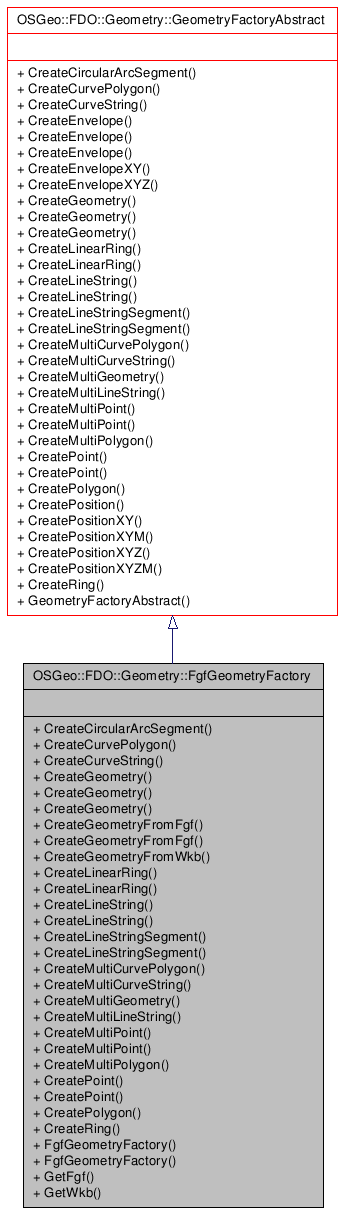 OSGeo::FDO::Geometry::GeometryFactoryAbstract
+ CreateCircularArcSegment()
+ CreateCurvePolygon()
+ CreateCurveString()
+ CreateEnvelope()
+ CreateEnvelope()
+ CreateEnvelope()
+ CreateEnvelopeXY()
+ CreateEnvelopeXYZ()
+ CreateGeometry()
+ CreateGeometry()
+ CreateGeometry()
+ CreateLinearRing()
+ CreateLinearRing()
+ CreateLineString()
+ CreateLineString()
+ CreateLineStringSegment()
+ CreateLineStringSegment()
+ CreateMultiCurvePolygon()
+ CreateMultiCurveString()
+ CreateMultiGeometry()
+ CreateMultiLineString()
+ CreateMultiPoint()
+ CreateMultiPoint()
+ CreateMultiPolygon()
+ CreatePoint()
+ CreatePoint()
+ CreatePolygon()
+ CreatePosition()
+ CreatePositionXY()
+ CreatePositionXYM()
+ CreatePositionXYZ()
+ CreatePositionXYZM()
+ CreateRing()
+ GeometryFactoryAbstract()
OSGeo::FDO::Geometry::FgfGeometryFactory
+ CreateCircularArcSegment()
+ CreateCurvePolygon()
+ CreateCurveString()
+ CreateGeometry()
+ CreateGeometry()
+ CreateGeometry()
+ CreateGeometryFromFgf()
+ CreateGeometryFromFgf()
+ CreateGeometryFromWkb()
+ CreateLinearRing()
+ CreateLinearRing()
+ CreateLineString()
+ CreateLineString()
+ CreateLineStringSegment()
+ CreateLineStringSegment()
+ CreateMultiCurvePolygon()
+ CreateMultiCurveString()
+ CreateMultiGeometry()
+ CreateMultiLineString()
+ CreateMultiPoint()
+ CreateMultiPoint()
+ CreateMultiPolygon()
+ CreatePoint()
+ CreatePoint()
+ CreatePolygon()
+ CreateRing()
+ FgfGeometryFactory()
+ FgfGeometryFactory()
+ GetFgf()
+ GetWkb()